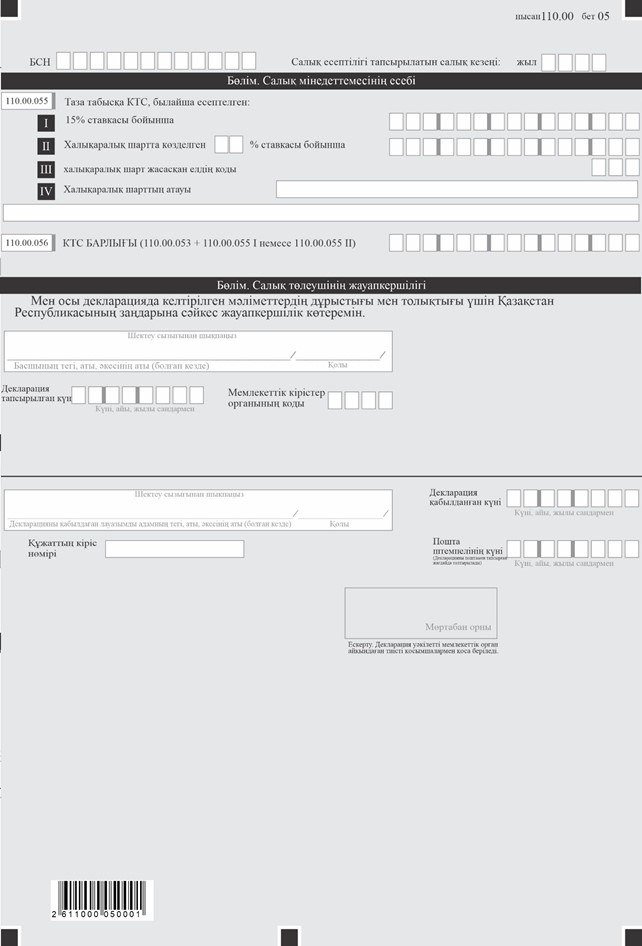 нысан110.00 бет 05
БСН Салық есептілігі тапсырылатын салық кезеңі: жыл
Бөлім. Салық міндеттемесінің есебі
110.00.055 Таза табысқа КТС, былайша есептелген:
I 15% ставкасы бойынша
II Халықаралық шартта көзделген % ставкасы бойынша
III халықаралық шарт жасасқан елдің коды
IV Халықаралық шарттың атауы
110.00.056 КТС БАРЛЫҒЫ (110.00.053 + 110.00.055 I немесе 110.00.055 II)
Бөлім. Салық төлеушінің жауапкершілігі
Мен осы декларацияда келтірілген мәліметтердің дұрыстығы мен толықтығы үшін Қазақстан
Республикасының заңдарына сәйкес жауапкершілік көтеремін.
Шектеу сызығынан шықпаңыз
/ /
Басшының тегі, аты, әкесінің аты (болған кезде) Қолы
Декларация
тапсырылған күн
Күні, айы, жылы сандармен
Мемлекеттік кірістер
органының коды
Шектеу сызығынан шықпаңыз
/ /
Декларацияны қабылдаған лауазымды адамның тегі, аты, әкесінің аты (болған кезде) Қолы
Декларация
қабылданған күні
Күні, айы, жылы сандармен
Құжаттың кіріс
нөмірі
Пошта
штемпелінің күні
(Декларацияны поштамен тапсырған
жағдайда толтырылады)
Күні, айы, жылы сандармен
Мөртабан орны
Ескерту. Декларация уәкілетті мемлекеттік орган
айқындаған тиісті қосымшалармен қоса беріледі.
2 611000 050001